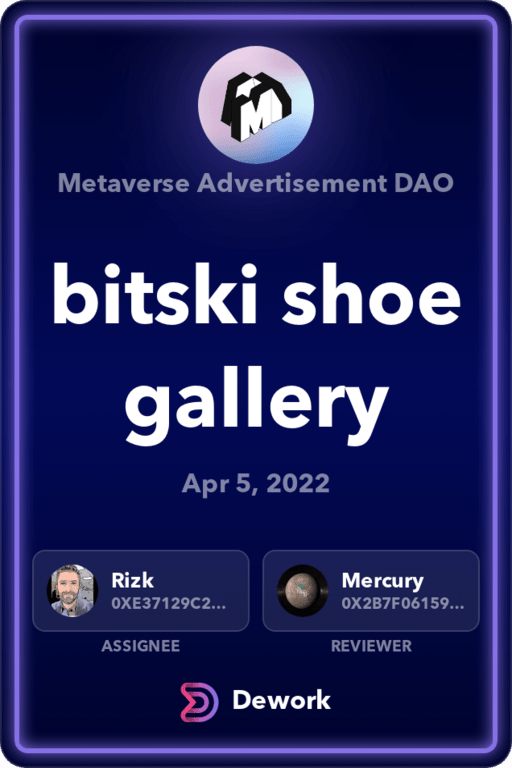 Metaverse Advertisement DAO
bitski shoe
gallery
Apr 5, 2022
Rizk
0XE37129C2...
Mercury
0X2B7F06159...
ASSIGNEE
REVIEWER
Dework